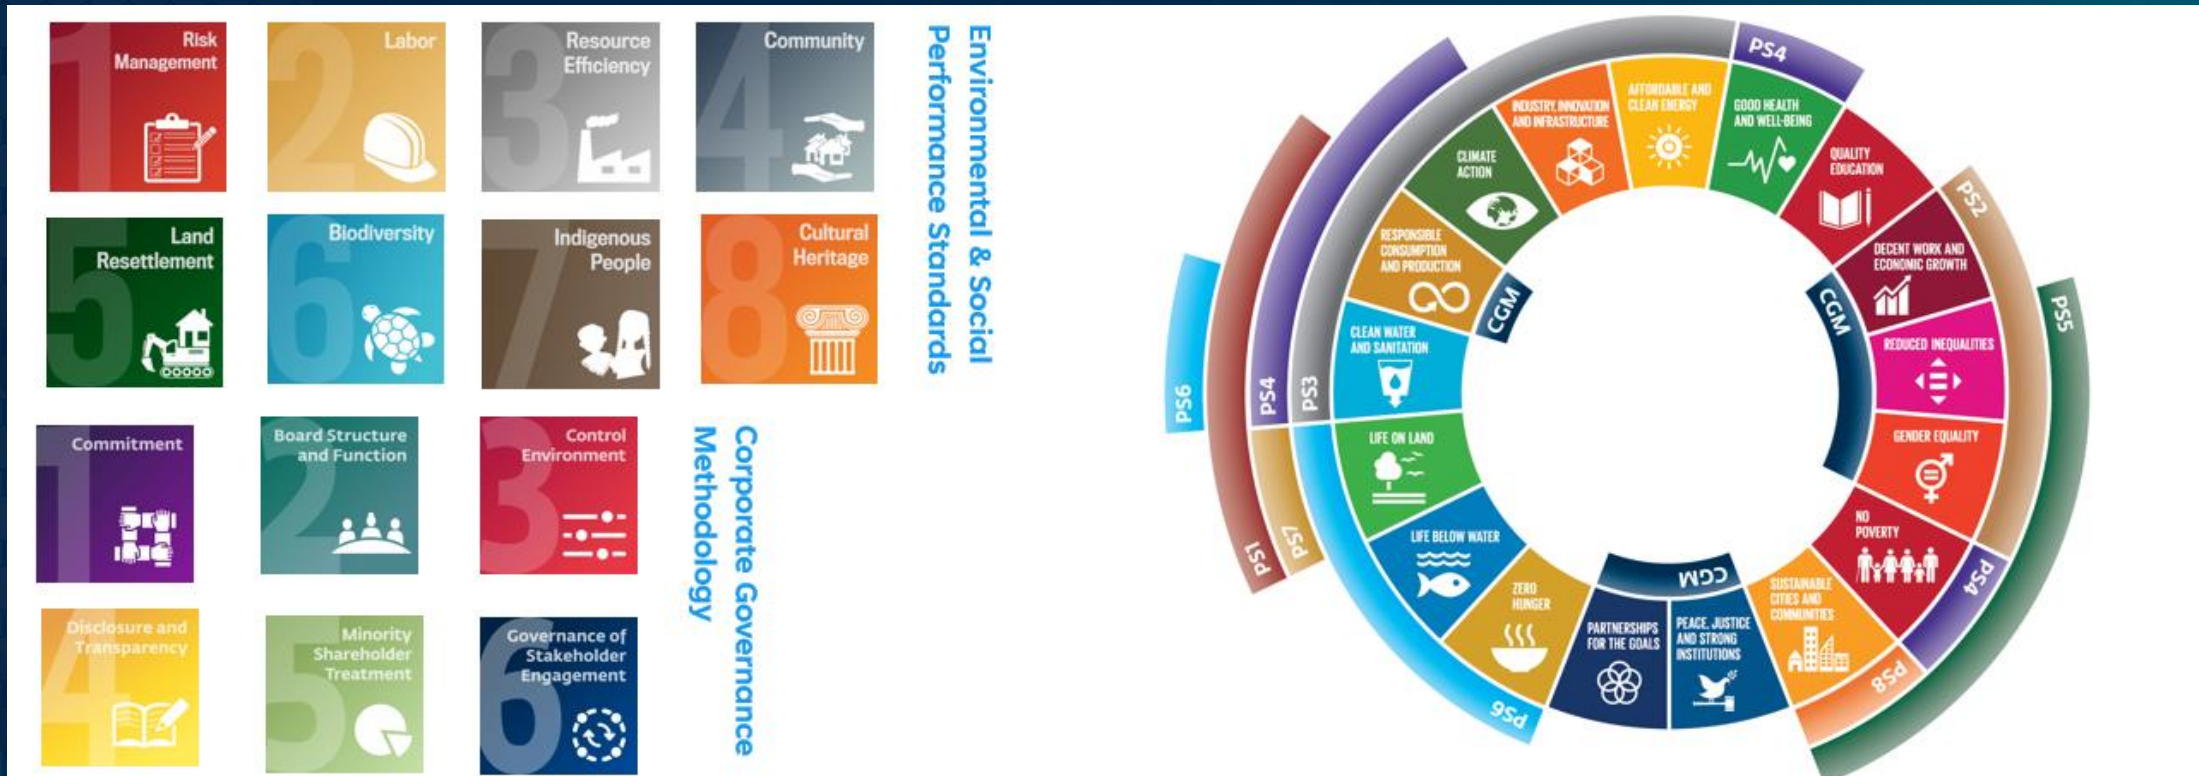 1
Risk
Management
2
Labor
3
Resource
Efficiency
4
Community
5
Land
Resettlement
6
Biodiversity
7
Indigenous
People
8
Cultural
Heritage
Environmental & Social
Performance Standards
1
Commitment
2
Board Structure
and Function
3
Control
Environment
4
Disclosure and
Transparency
5
Minority
Shareholder
Treatment
6
Governance of
Stakeholder
Engagement
Corporate Governance
Methodology
PS4
AFFORDABLE AND
CLEAN ENERGY
GOOD HEALTH
AND WELL-BEING
QUALITY
EDUCATION
PS2
DECENT WORK AND
ECONOMIC GROWTH
CGM
REDUCED INEQUALITIES
PS5
GENDER EQUALITY
NO
POVERTY
PS4
SUSTAINABLE
CITIES AND
COMMUNITIES
PS8
PEACE, JUSTICE
AND STRONG
INSTITUTIONS
CGM
PARTNERSHIPS
FOR THE GOALS
ZERO
HUNGER
PS6
LIFE BELOW WATER
LIFE ON LAND
PS7
PS1
CLEAN WATER
AND SANITATION
PS3
PS4
PS6
RESPONSIBLE
CONSUMPTION
AND PRODUCTION
CGM
CLIMATE
ACTION
INDUSTRY, INNOVATION
AND INFRASTRUCTURE